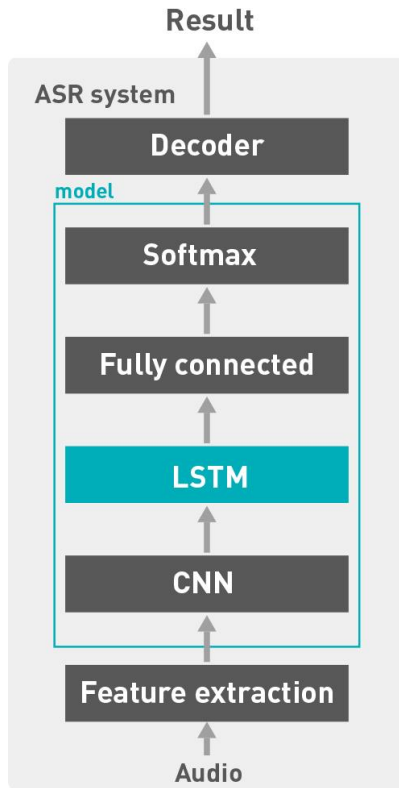 Result
ASR system
Decoder
model
Softmax
Fully connected
LSTM
CNN
Feature extraction
Audio